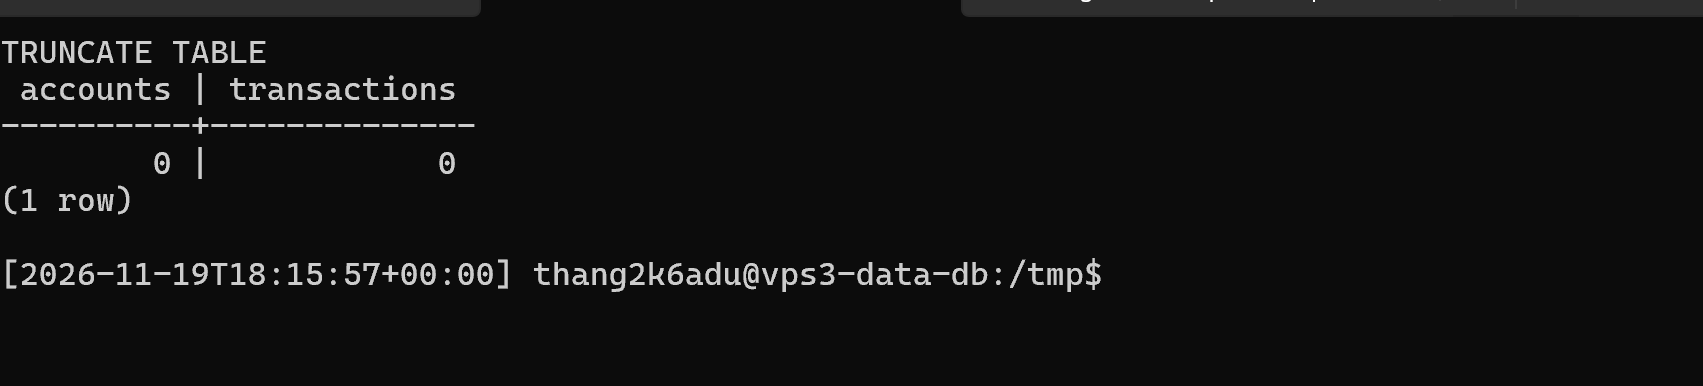 TRUNCATE TABLE
 accounts | transactions
----------+--------------
        0 |            0
(1 row)

[2026-11-19T18:15:57+00:00] thang2k6adu@vps3-data-db:/tmp$